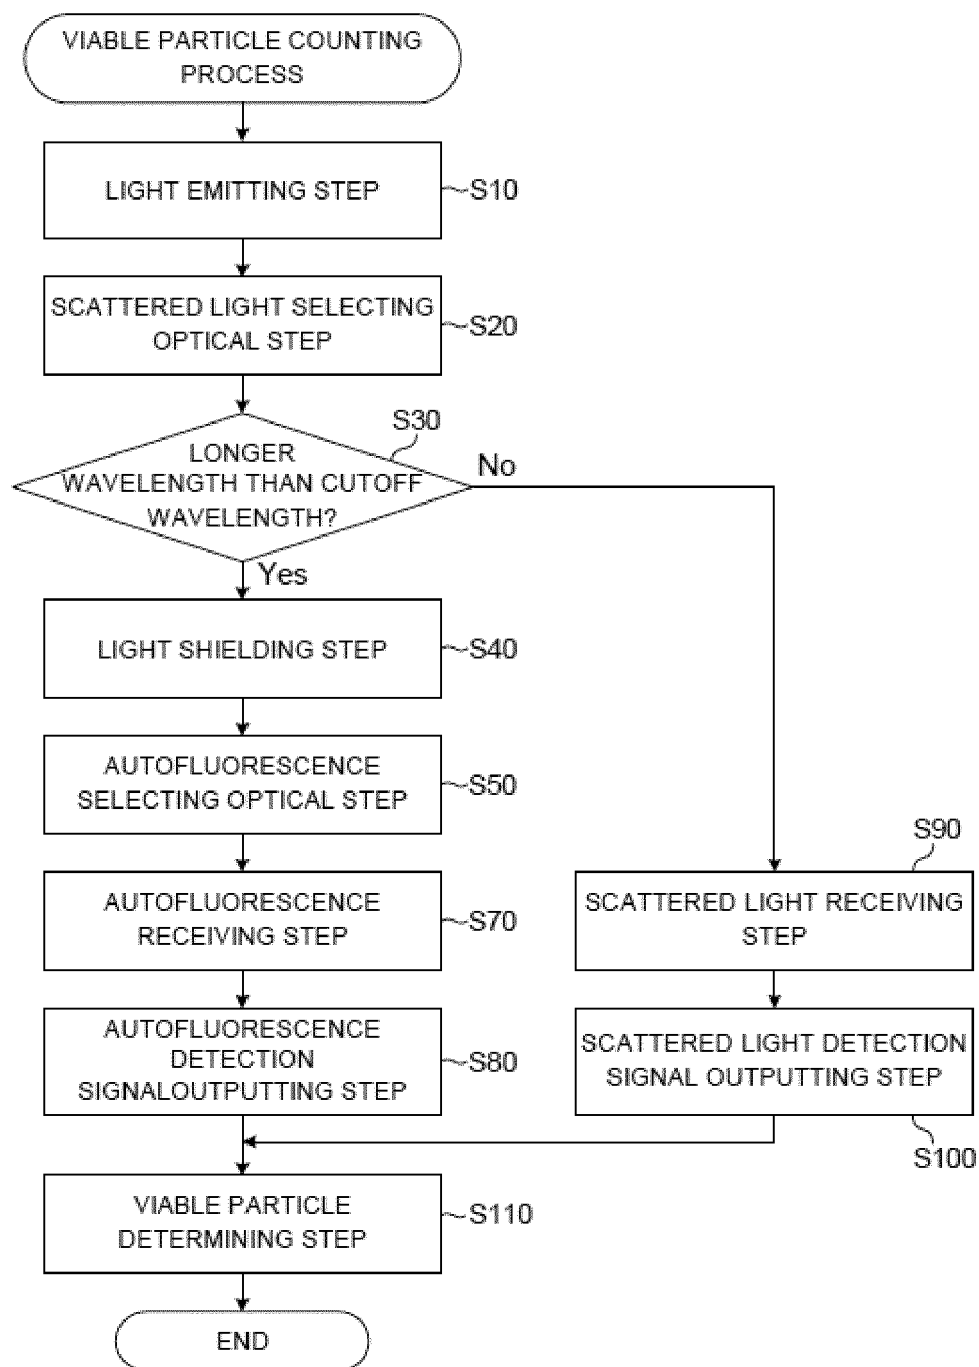 VIABLE PARTICLE COUNTING
PROCESS
LIGHT EMITTING STEP
S10
SCATTERED LIGHT SELECTING
OPTICAL STEP
S20
S30
LONGER
WAVELENGTH THAN CUTOFF
WAVELENGTH?
No
Yes
LIGHT SHIELDING STEP
S40
AUTOFLUORESCENCE
SELECTING OPTICAL STEP
S50
AUTOFLUORESCENCE
RECEIVING STEP
S70
AUTOFLUORESCENCE
DETECTION
SIGNALOUTPUTTING STEP
S80
S90
SCATTERED LIGHT RECEIVING
STEP
SCATTERED LIGHT DETECTION
SIGNAL OUTPUTTING STEP
S100
VIABLE PARTICLE
DETERMINING STEP
S110
END